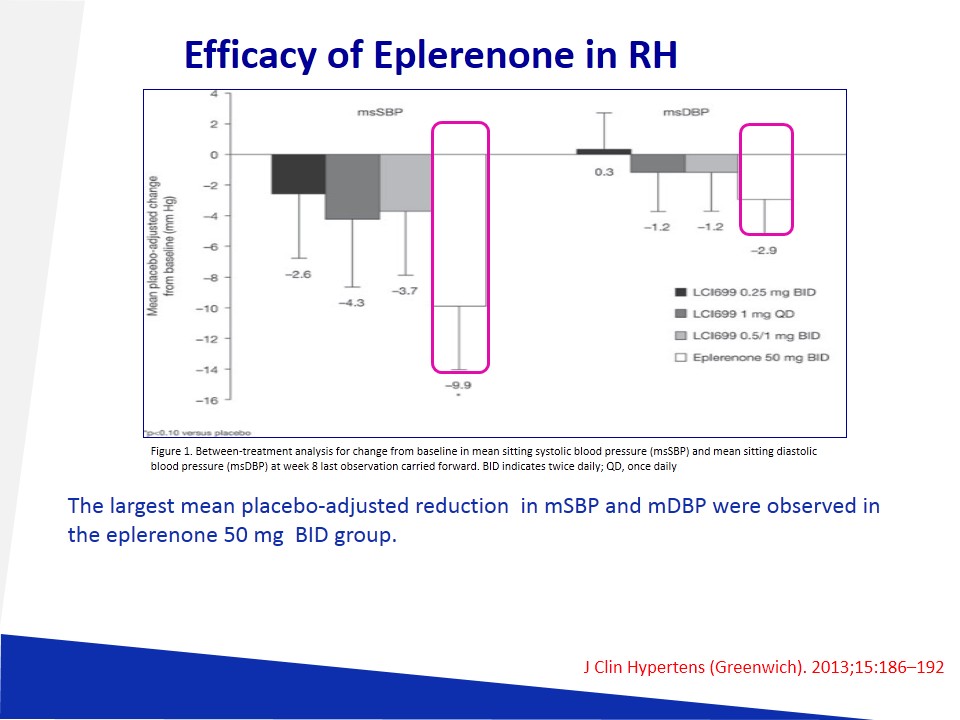 Efficacy of Eplerenone in RH
msSBP
msDBP
4
2
0
−2
−4
−6
−8
−10
−12
−14
−16
Mean placebo-adjusted change
from baseline (mm Hg)
−2.6
−4.3
−3.7
−9.9
*
0.3
−1.2
−1.2
−2.9
LCI699 0.25 mg BID
LCI699 1 mg QD
LCI699 0.5/1 mg BID
Eplerenone 50 mg BID
*p<0.10 versus placebo
Figure 1. Between-treatment analysis for change from baseline in mean sitting systolic blood pressure (msSBP) and mean sitting diastolic
blood pressure (msDBP) at week 8 last observation carried forward. BID indicates twice daily; QD, once daily
The largest mean placebo-adjusted reduction  in mSBP and mDBP were observed in
the eplerenone 50 mg  BID group.
J Clin Hypertens (Greenwich). 2013;15:186–192